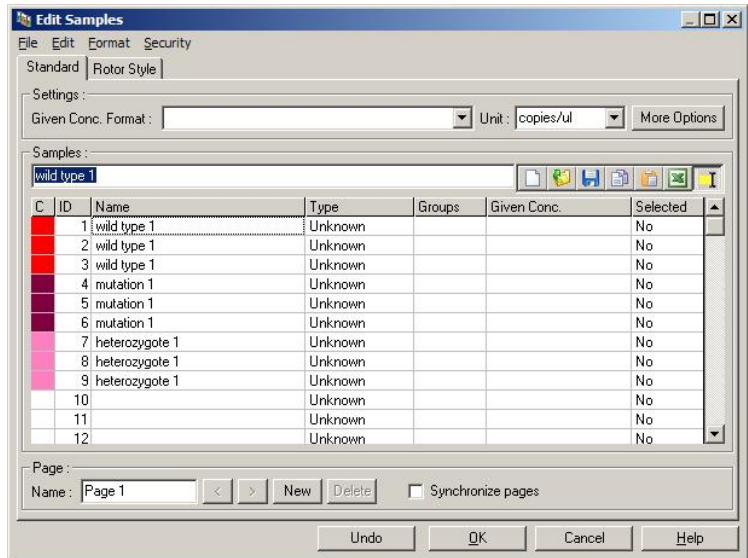 Edit Samples
File Edit Format Security
Standard Rotor Style
Settings :
Given Conc. Format : Unit : copies/ul More Options
Samples :
wild type 1
C ID Name Type Groups Given Conc. Selected
1 wild type 1 Unknown No
2 wild type 1 Unknown No
3 wild type 1 Unknown No
4 mutation 1 Unknown No
5 mutation 1 Unknown No
6 mutation 1 Unknown No
7 heterozygote 1 Unknown No
8 heterozygote 1 Unknown No
9 heterozygote 1 Unknown No
10 Unknown No
11 Unknown No
12 Unknown No
Page :
Name : Page 1 < > New Delete Synchronize pages
Undo OK Cancel Help